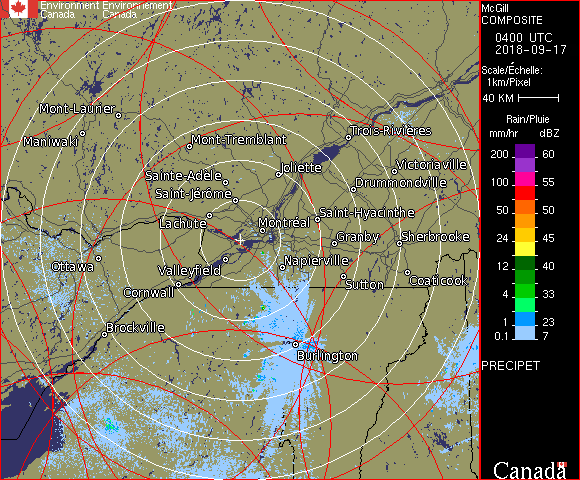 Environment Environnement
Canada Canada
McGill
COMPOSITE
0400 UTC
2018-09-17
Scale/Échelle:
1km/Pixel
40 KM
Rain/Pluie
mm/hr dBZ
200 60
155
100 55
50 50
24 45
12 40
4 33
1 23
0.1 7
PRECIPET
Canada
Mont-Laurier
Maniwaki
Mont-Tremblant
Trois-Rivières
Joliette
Victoriaville
Sainte-Adèle
Drummondville
Saint-Jérôme
Lachute
Saint-Hyacinthe
Montréal
Granby
Sherbrooke
Ottawa
Valleyfield
Napierville
Cornwall
Sutton
Coaticook
Brockville
Burlington